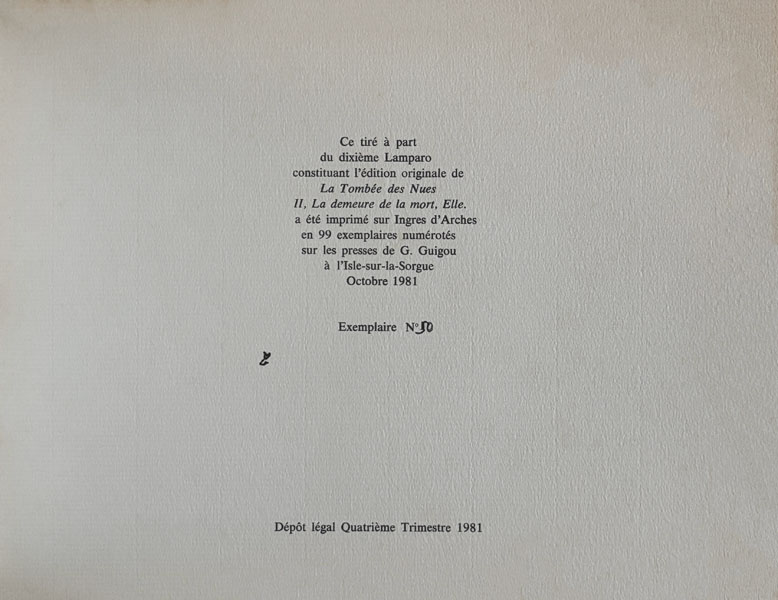 Ce tiré à part
du dixième Lamparo
constituant l'édition originale de
La Tombée des Nues
II, La demeure de la mort, Elle.
a été imprimé sur Ingres d'Arches
en 99 exemplaires numérotés
sur les presses de G. Guigou
à l'Isle-sur-la-Sorgue
Octobre 1981
Exemplaire N° 50
Dépôt légal Quatrième Trimestre 1981